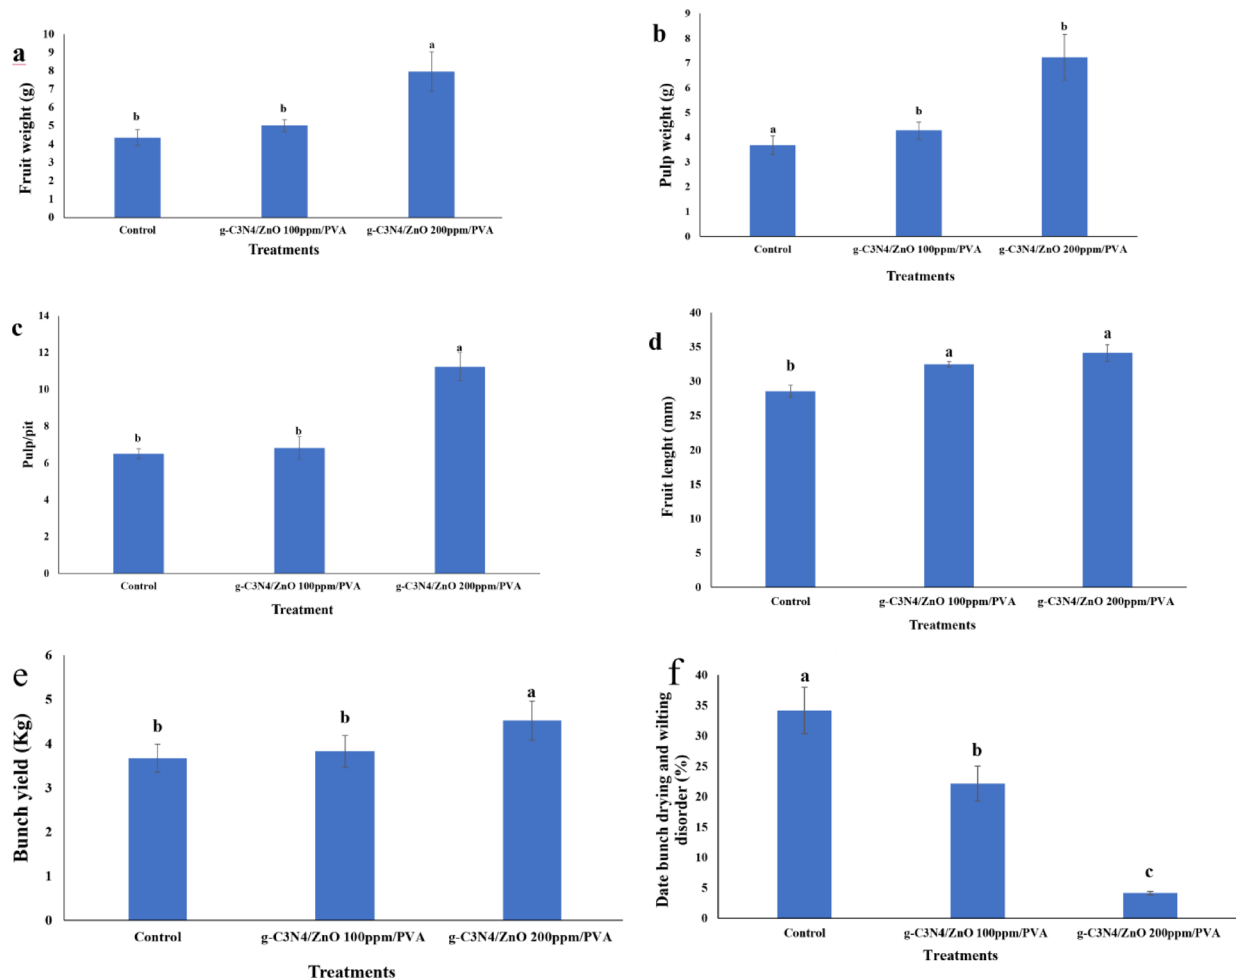 a
Fruit weight (g)
10
9
8
7
6
5
4
3
2
1
0
b
b
a
Control
g-C3N4/ZnO 100ppm/PVA
g-C3N4/ZnO 200ppm/PVA
Treatments
b
Pulp weight (g)
9
8
7
6
5
4
3
2
1
0
a
b
b
Control
g-C3N4/ZnO 100ppm/PVA
g-C3N4/ZnO 200ppm/PVA
Treatments
c
Pulp/pit
14
12
10
8
6
4
2
0
b
b
a
Control
g-C3N4/ZnO 100ppm/PVA
g-C3N4/ZnO 200ppm/PVA
Treatment
d
Fruit lenght (mm)
40
35
30
25
20
15
10
5
0
b
a
a
Control
g-C3N4/ZnO 100ppm/PVA
g-C3N4/ZnO 200ppm/PVA
Treatments
e
Bunch yield (Kg)
6
5
4
3
2
1
0
b
b
a
Control
g-C3N4/ZnO 100ppm/PVA
g-C3N4/ZnO 200ppm/PVA
Treatments
f
Date bunch drying and wilting
disorder (%)
40
35
30
25
20
15
10
5
0
a
b
c
Control
g-C3N4/ZnO 100ppm/PVA
g-C3N4/ZnO 200ppm/PVA
Treatments